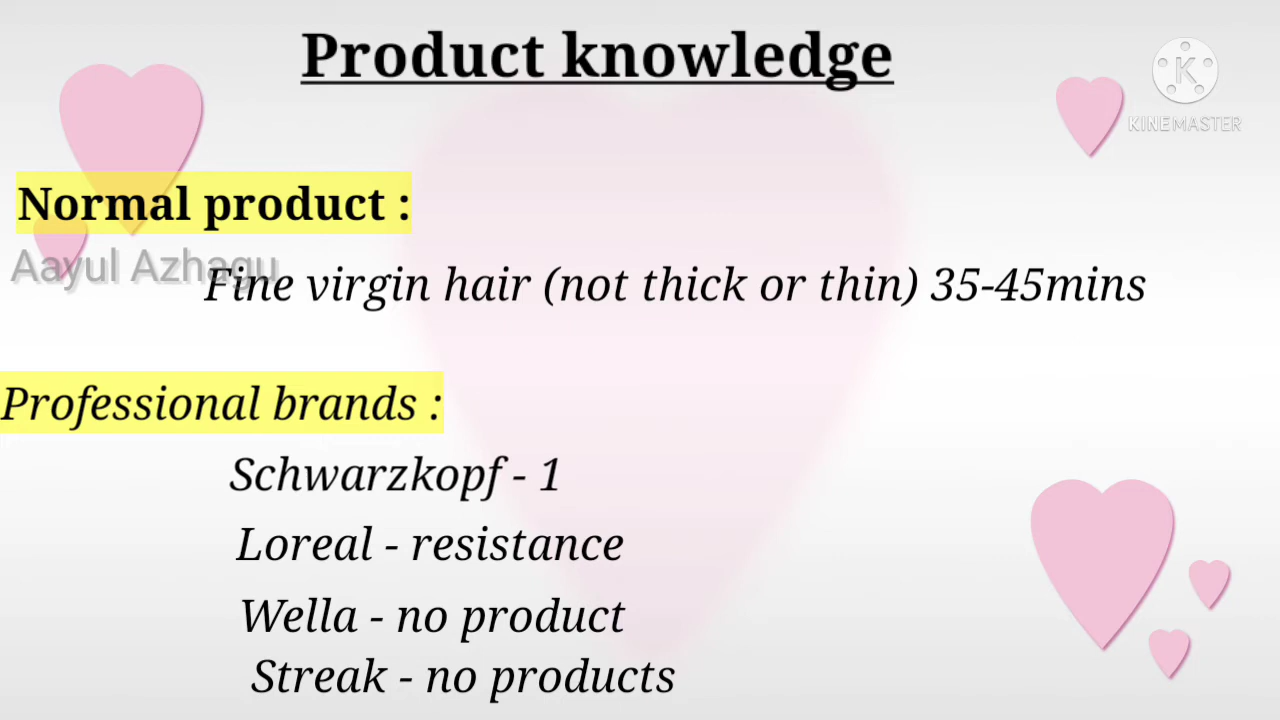 Product knowledge
KINEMASTER
Normal product :
Aayul Azhagu
Fine virgin hair (not thick or thin) 35-45mins
Professional brands :
Schwarzkopf - 1
Loreal - resistance
Wella - no product
Streak - no products